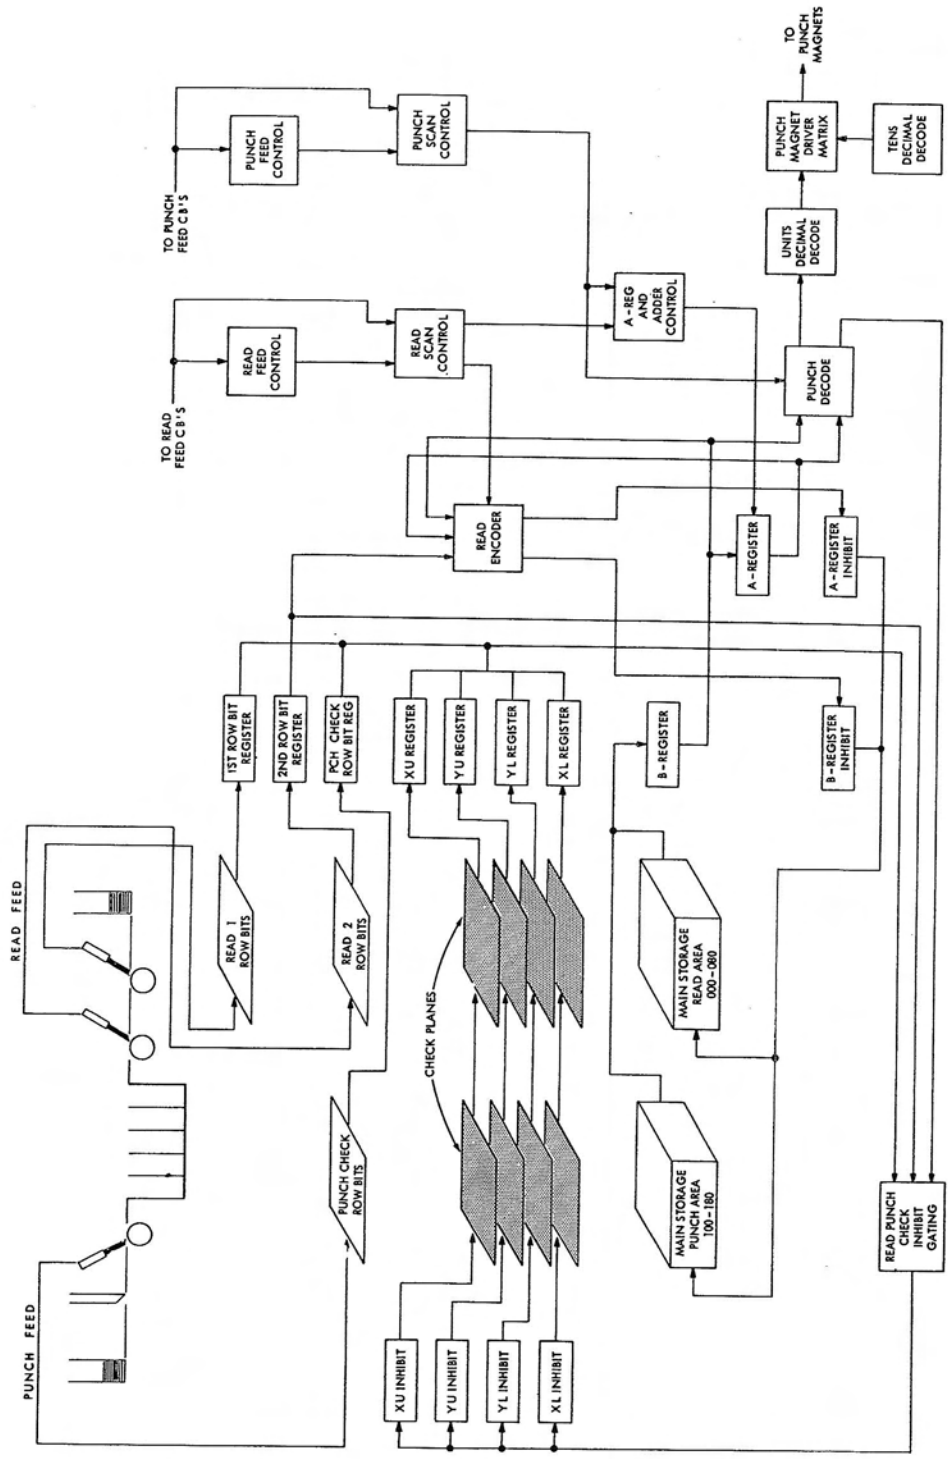 PUNCH FEED
READ FEED
TO READ
FEED CB'S
TO PUNCH
FEED CB'S
READ 1
ROW BITS
1ST ROW BIT
REGISTER
READ
FEED
CONTROL
PUNCH
FEED
CONTROL
2ND ROW BIT
REGISTER
PUNCH CHECK
ROW BITS
READ 2
ROW BITS
PCH CHECK
ROW BIT REG
XU INHIBIT
YU INHIBIT
YL INHIBIT
XL INHIBIT
CHECK PLANES
XU REGISTER
YU REGISTER
YL REGISTER
XL REGISTER
READ
SCAN
CONTROL
PUNCH
SCAN
CONTROL
READ
ENCODER
A-REG
AND
ADDER
CONTROL
MAIN STORAGE
PUNCH AREA
100-180
MAIN STORAGE
READ AREA
000-080
B-REGISTER
A-REGISTER
B-REGISTER
INHIBIT
A-REGISTER
INHIBIT
PUNCH
DECODE
UNITS
DECIMAL
DECODE
PUNCH
MAGNET
DRIVER
MATRIX
TO
PUNCH
MAGNETS
READ PUNCH
CHECK
INHIBIT
GATING
TENS
DECIMAL
DECODE